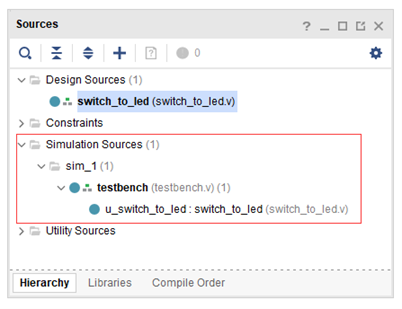 Sources
0
Design Sources (1)
switch_to_led (switch_to_led.v)
Constraints
Simulation Sources (1)
sim_1 (1)
testbench (testbench.v) (1)
u_switch_to_led : switch_to_led (switch_to_led.v)
Utility Sources
Hierarchy Libraries Compile Order